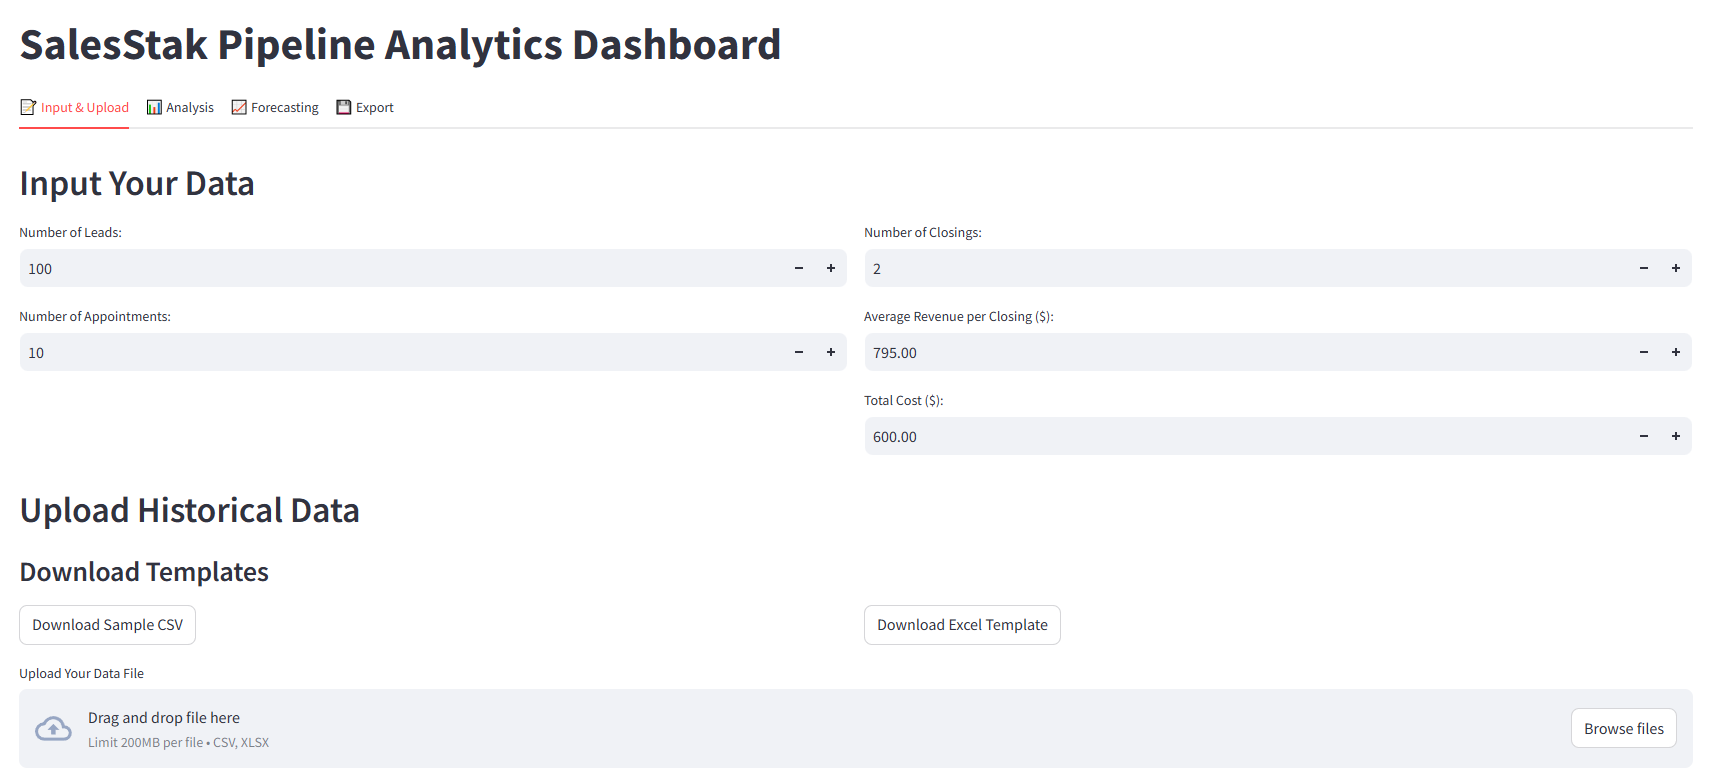 SalesStak Pipeline Analytics Dashboard
📝 Input & Upload 📊 Analysis 📈 Forecasting 💾 Export
Input Your Data
Number of Leads:
100 − +
Number of Appointments:
10 − +
Number of Closings:
2 − +
Average Revenue per Closing ($):
795.00 − +
Total Cost ($):
600.00 − +
Upload Historical Data
Download Templates
Download Sample CSV
Download Excel Template
Upload Your Data File
Drag and drop file here
Limit 200MB per file • CSV, XLSX
Browse files